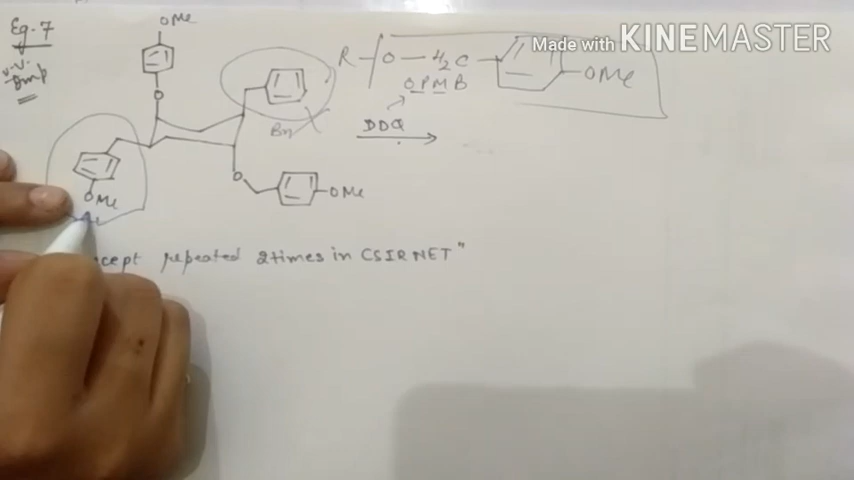 Eg-7
v.v.
Imp
OMe
O
Bn
OMe
O
OMe
R - O - H2C
OMe
OPMB
DDQ
cept repeated 2times in CSIR NET"
Made with KINEMASTER